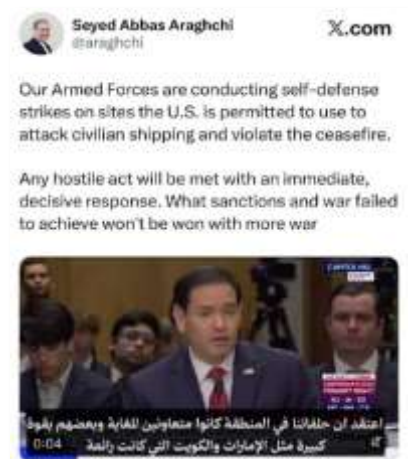 Seyed Abbas Araghchi
@araghchi
X.com
Our Armed Forces are conducting self-defense
strikes on sites the U.S. is permitted to use to
attack civilian shipping and violate the ceasefire.
Any hostile act will be met with an immediate,
decisive response. What sanctions and war failed
to achieve won't be won with more war
اعتقد ان حلفائنا في المنطقة كانوا متعاونين للغاية وبعضهم بقوة
كبيرة مثل الإمارات والكويت التي كانت رائعة
0:04